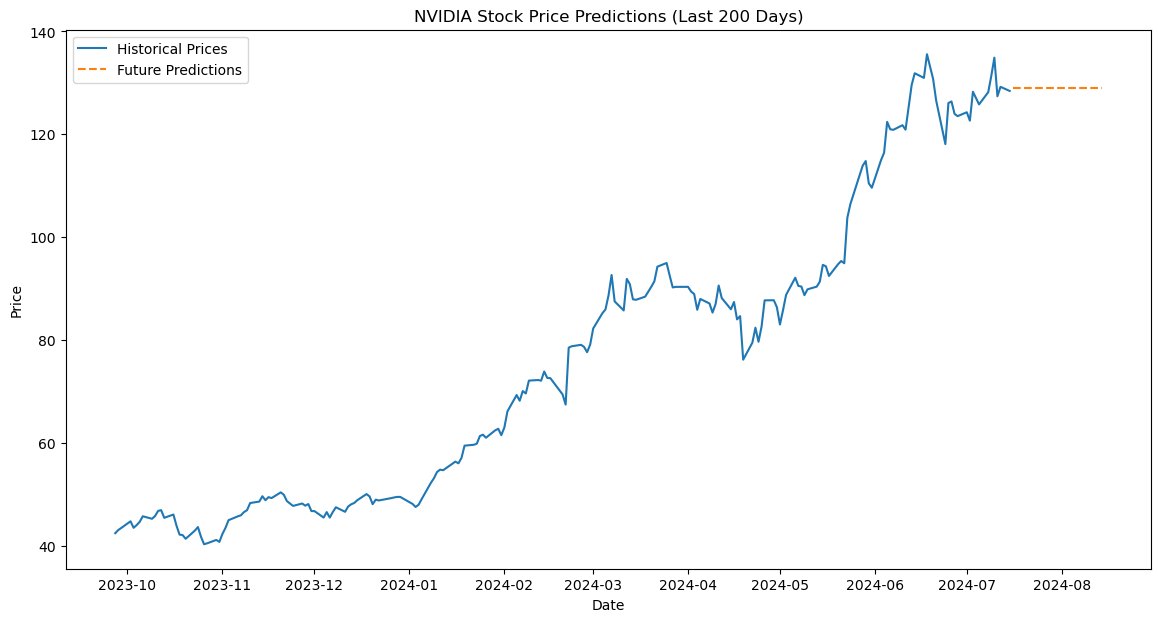 NVIDIA Stock Price Predictions (Last 200 Days)
Historical Prices
Future Predictions
Price
140
120
100
80
60
40
2023-10 2023-11 2023-12 2024-01 2024-02 2024-03 2024-04 2024-05 2024-06 2024-07 2024-08
Date